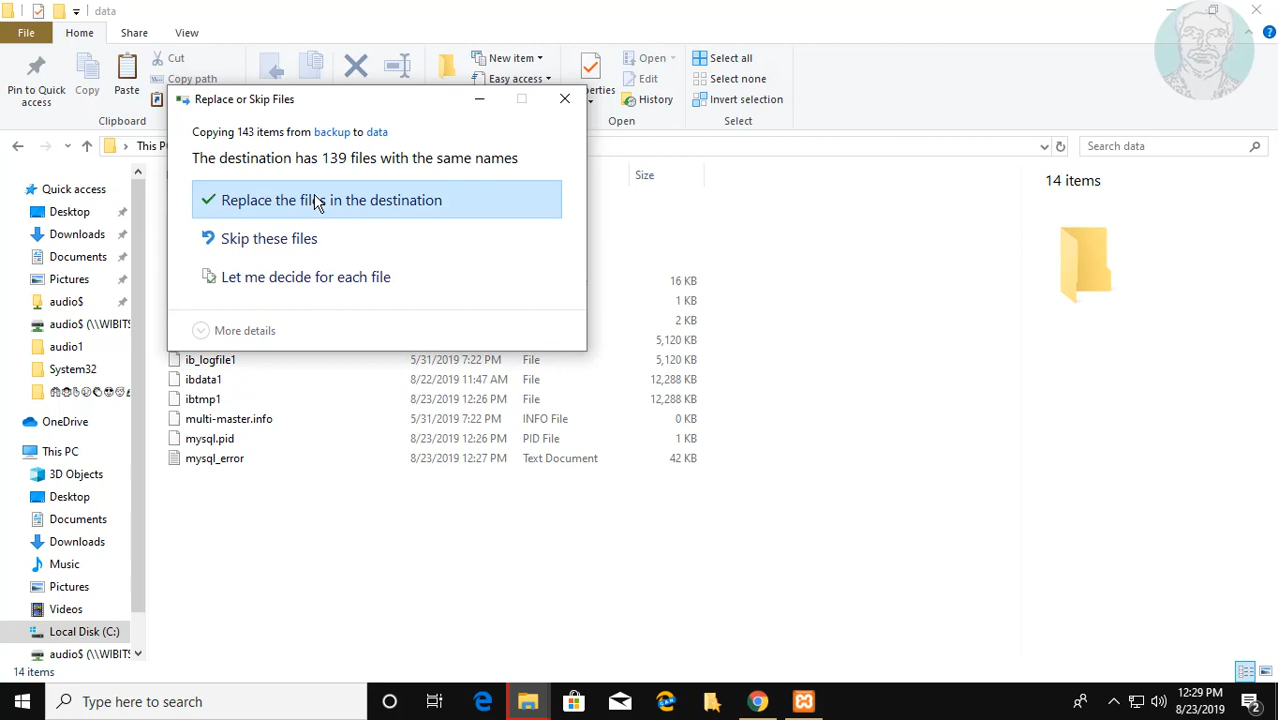 data
File Home Share View
Pin to Quick access
Copy
Paste
Cut
Copy path
New item
Easy access
Open
Edit
History
Select all
Select none
Invert selection
Clipboard
Open
Select
Replace or Skip Files
Copying 143 items from backup to data
The destination has 139 files with the same names
Replace the files in the destination
Skip these files
Let me decide for each file
More details
Search data
Size
14 items
Quick access
Desktop
Downloads
Documents
Pictures
audio$
audio$ (\\WIBITS
audio1
System32
OneDrive
This PC
3D Objects
Desktop
Documents
Downloads
Music
Pictures
Videos
Local Disk (C:)
audio$ (\\WIBITS
16 KB
1 KB
2 KB
5,120 KB
ib_logfile1 5/31/2019 7:22 PM File 5,120 KB
ibdata1 8/22/2019 11:47 AM File 12,288 KB
ibtmp1 8/23/2019 12:26 PM File 12,288 KB
multi-master.info 5/31/2019 7:22 PM INFO File 0 KB
mysql.pid 8/23/2019 12:26 PM PID File 1 KB
mysql_error 8/23/2019 12:27 PM Text Document 42 KB
14 items
Type here to search
12:29 PM
8/23/2019
2